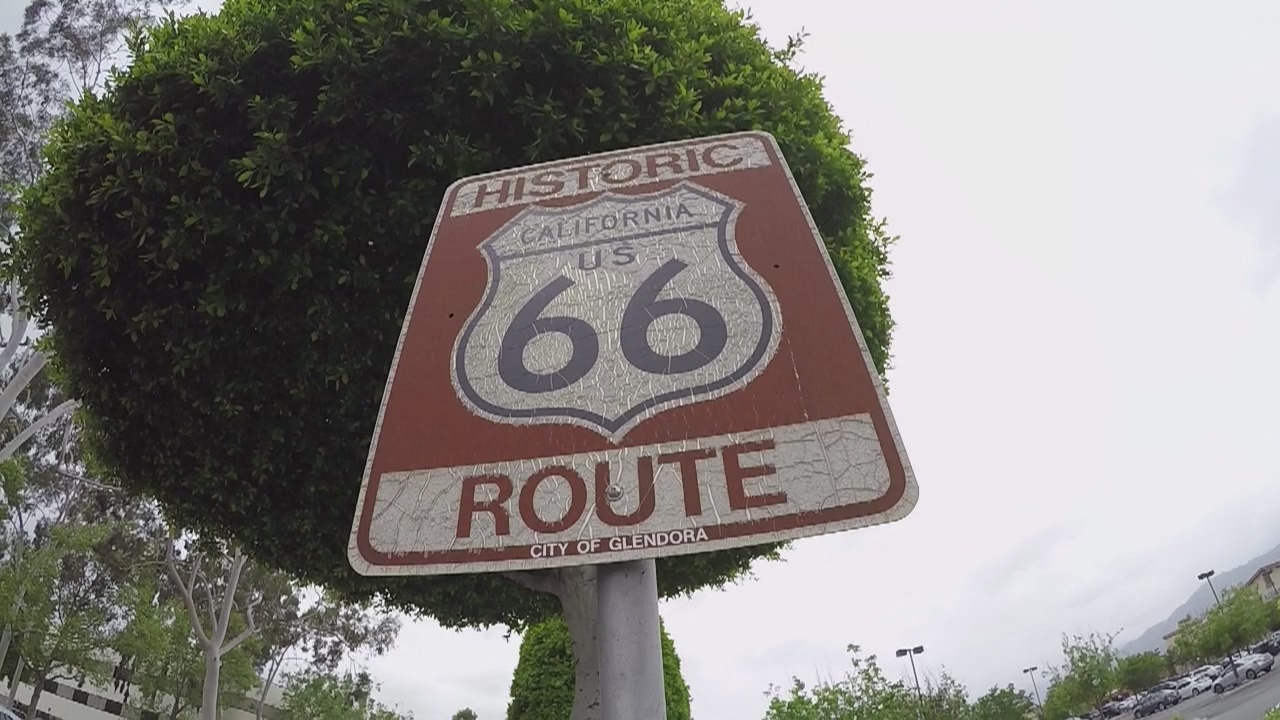 HISTORIC
CALIFORNIA
US
66
ROUTE
CITY OF GLENDORA